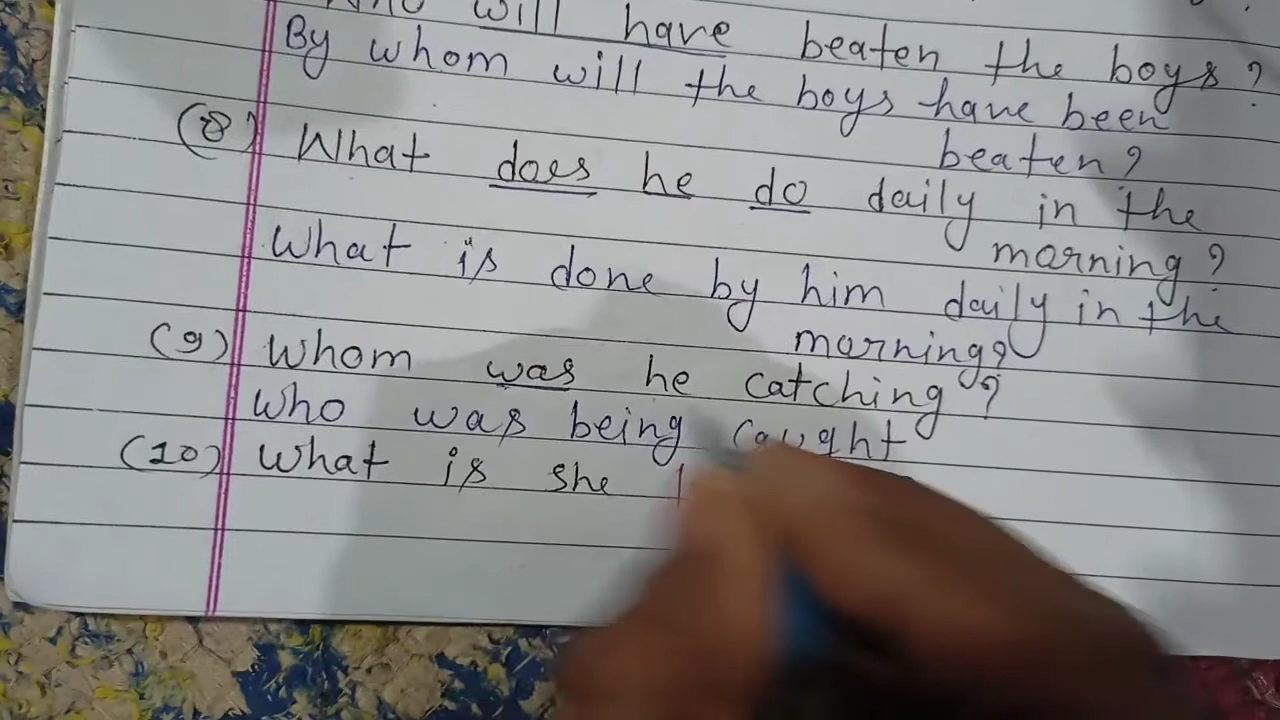 will have beaten the boys?
By whom will the boys have been
beaten?
(8) What does he do daily in the
morning?
What is done by him daily in the
morning?
(9) Whom was he catching?
Who was being caught
(10) What is she